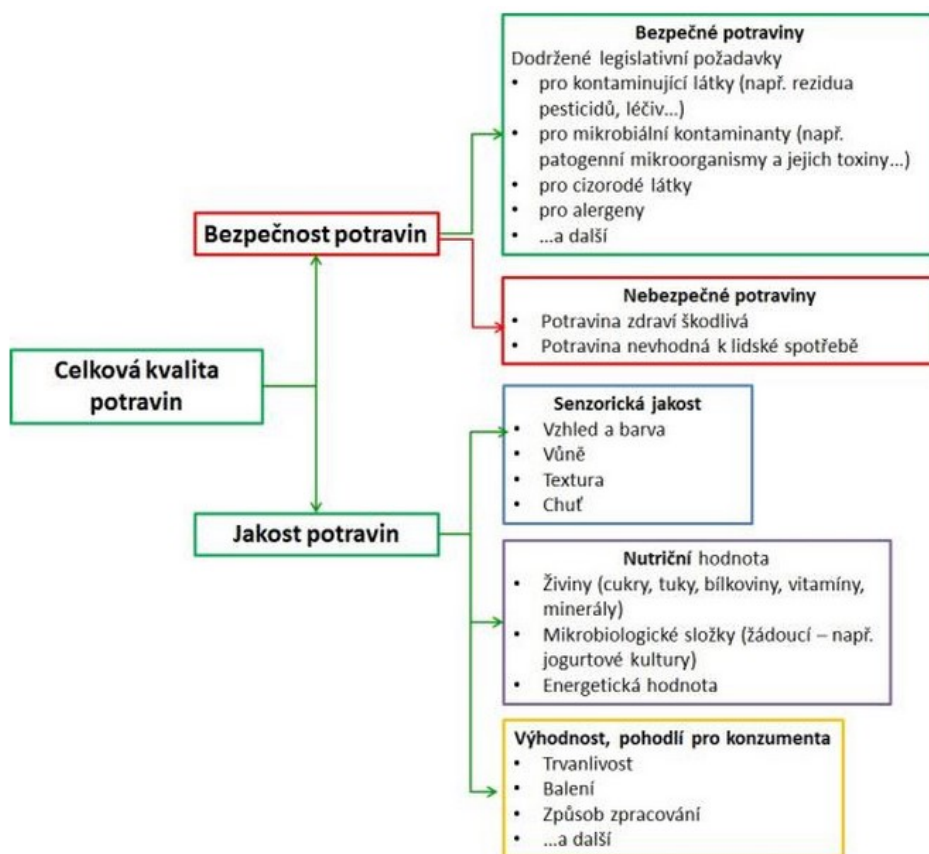 Bezpečné potraviny
Dodržené legislativní požadavky
• pro kontaminující látky (např. rezidua
pesticidů, léčiv...)
• pro mikrobiální kontaminanty (např.
patogenní mikroorganismy a jejich toxiny...)
• pro cizorodé látky
• pro alergeny
• ...a další
Bezpečnost potravin
Nebezpečné potraviny
• Potravina zdraví škodlivá
• Potravina nevhodná k lidské spotřebě
Celková kvalita
potravin
Senzorická jakost
• Vzhled a barva
• Vůně
• Textura
• Chuť
Jakost potravin
Nutriční hodnota
• Živiny (cukry, tuky, bílkoviny, vitamíny,
minerály)
• Mikrobiologické složky (žádoucí – např.
jogurtové kultury)
• Energetická hodnota
Výhodnost, pohodlí pro konzumenta
• Trvanlivost
• Balení
• Způsob zpracování
• ...a další